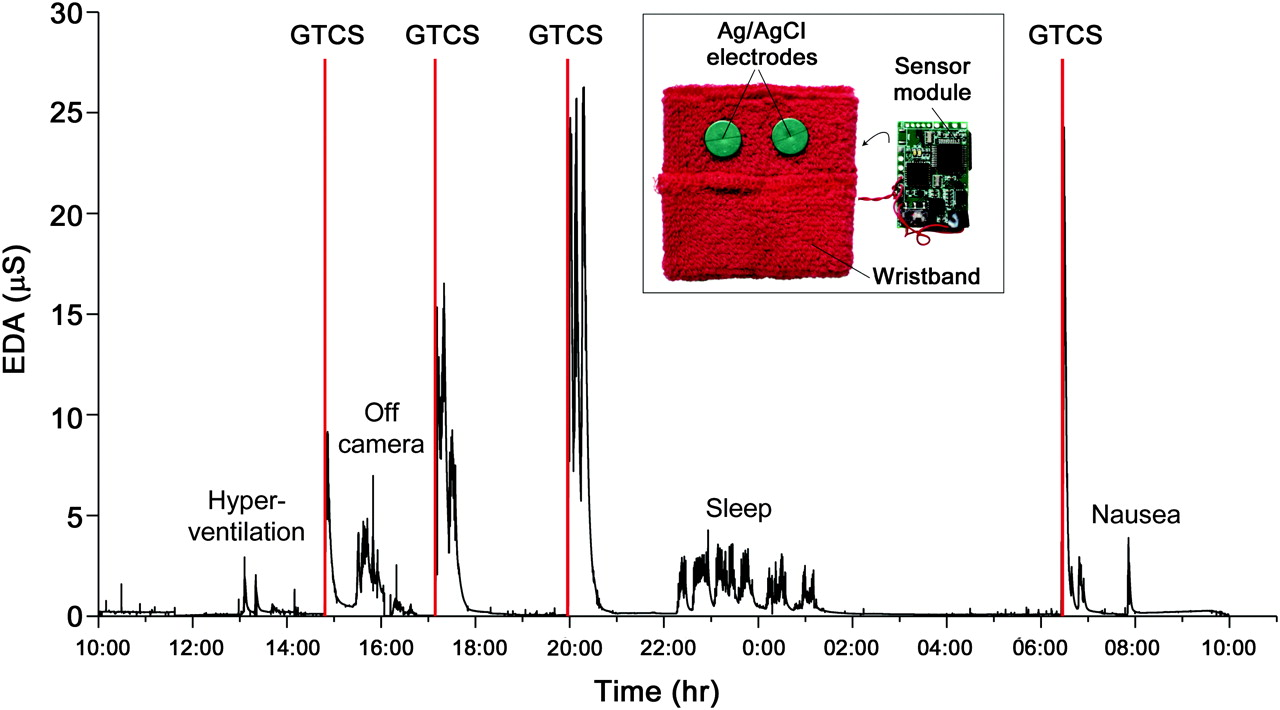 GTCS GTCS GTCS GTCS
Ag/AgCl
electrodes
Sensor
module
Wristband
Off
camera
Hyper-
ventilation
Sleep
Nausea
EDA (µS)
30
25
20
15
10
5
0
10:00 12:00 14:00 16:00 18:00 20:00 22:00 0:00 02:00 04:00 06:00 08:00 10:00
Time (hr)